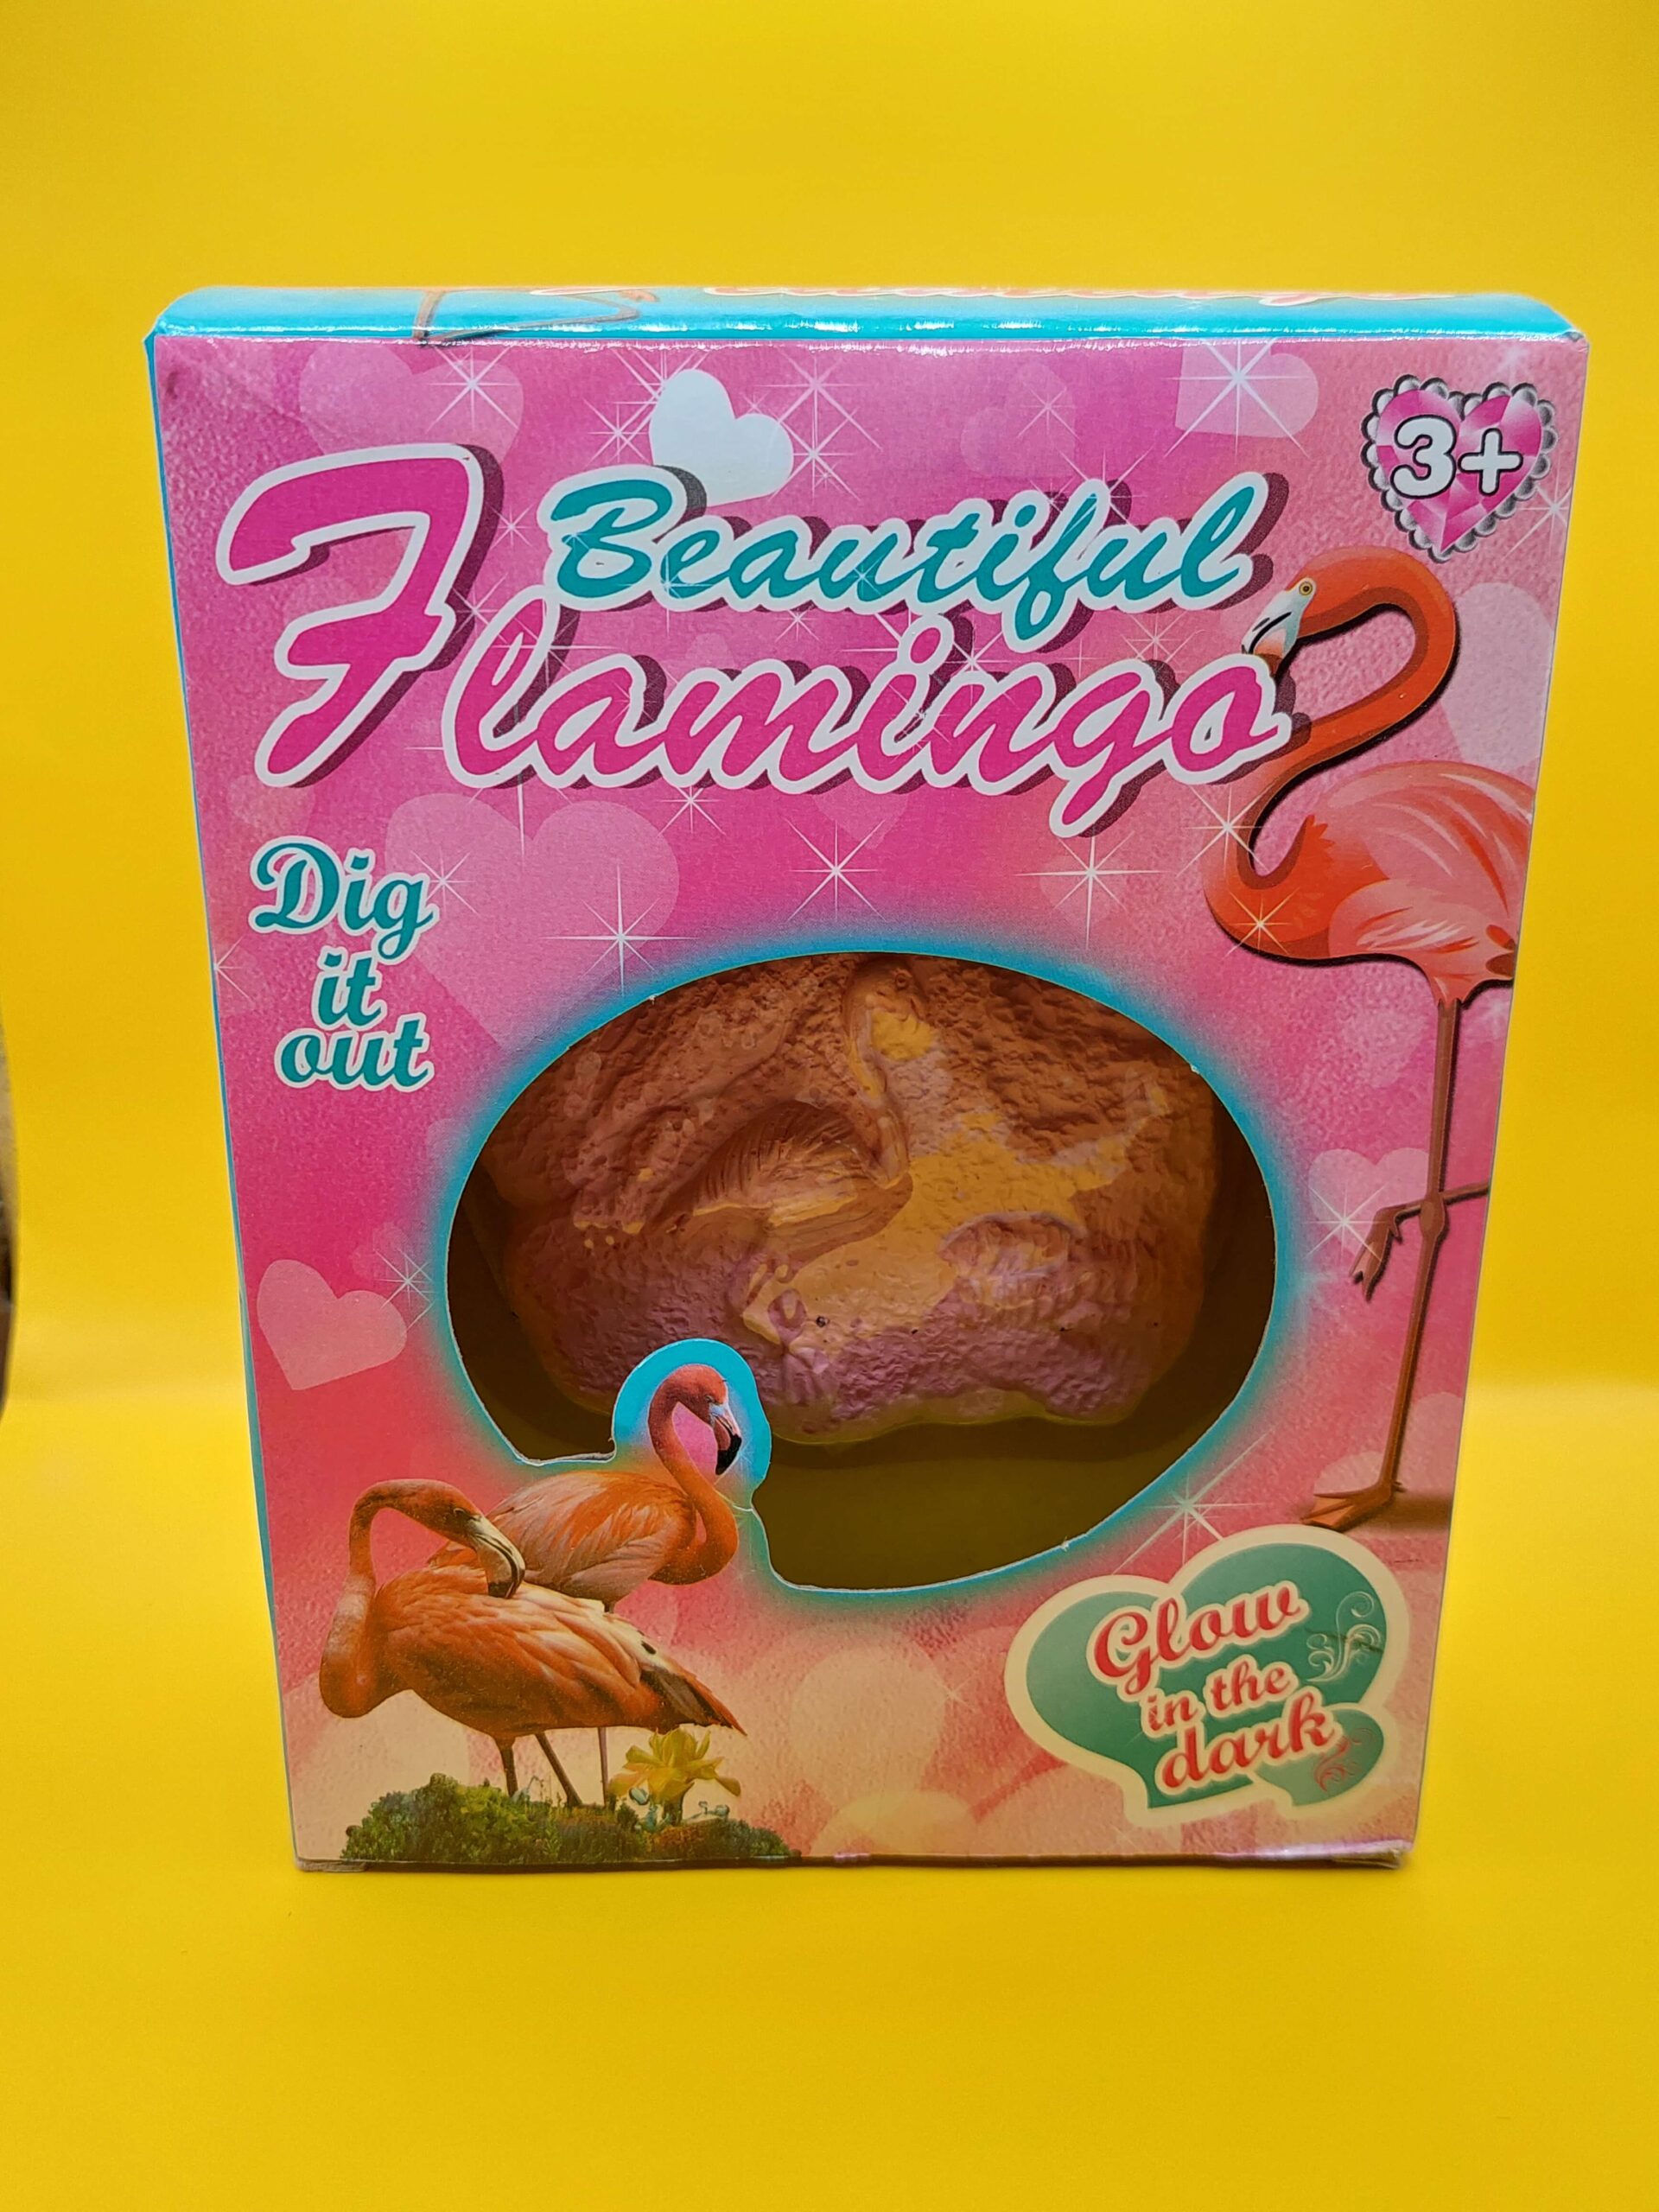 3+
Beautiful
Flamingo
Dig
it
out
Glow
in the
dark